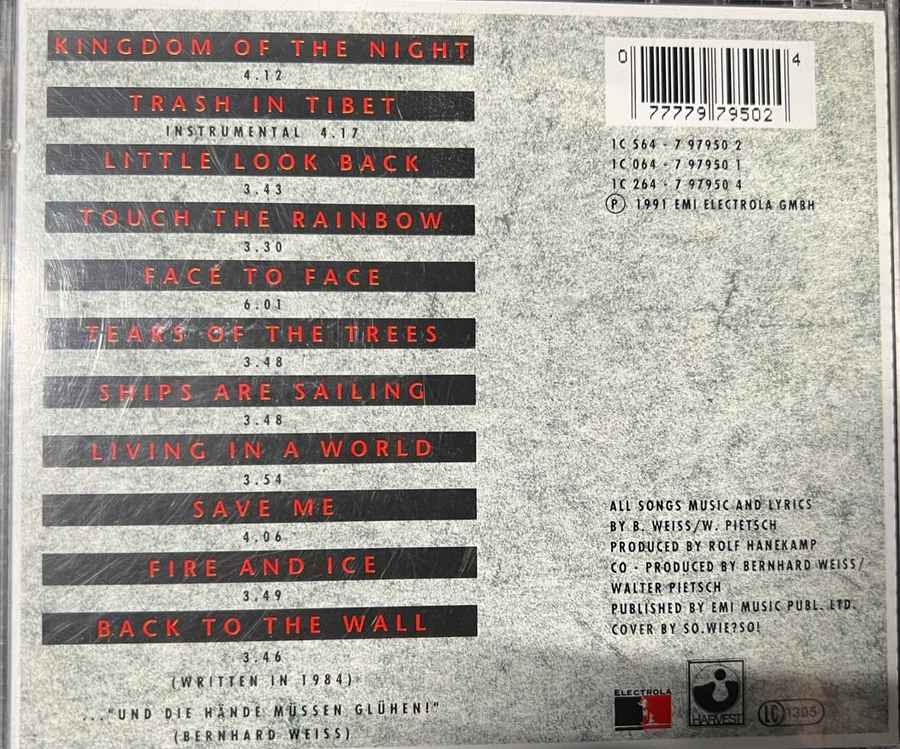 KINGDOM OF THE NIGHT
4.12
TRASH IN TIBET
INSTRUMENTAL 4.17
LITTLE LOOK BACK
3.43
TOUCH THE RAINBOW
3.30
FACE TO FACE
6.01
TEARS OF THE TREES
3.48
SHIPS ARE SAILING
3.48
LIVING IN A WORLD
3.54
SAVE ME
4.06
FIRE AND ICE
3.49
BACK TO THE WALL
3.46
(WRITTEN IN 1984)
..."UND DIE HÄNDE MÜSSEN GLÜHEN!"
(BERNHARD WEISS)
0 77777 79502 4
1C 564 - 7 97950 2
1C 064 - 7 97950 1
1C 264 - 7 97950 4
Ⓟ 1991 EMI ELECTROLA GMBH
ALL SONGS MUSIC AND LYRICS
BY B. WEISS/W. PIETSCH
PRODUCED BY ROLF HANEKAMP
CO - PRODUCED BY BERNHARD WEISS/
WALTER PIETSCH
PUBLISHED BY EMI MUSIC PUBL. LTD.
COVER BY SO.WIE?SO!
ELECTROLA
HARVEST
LC 1305